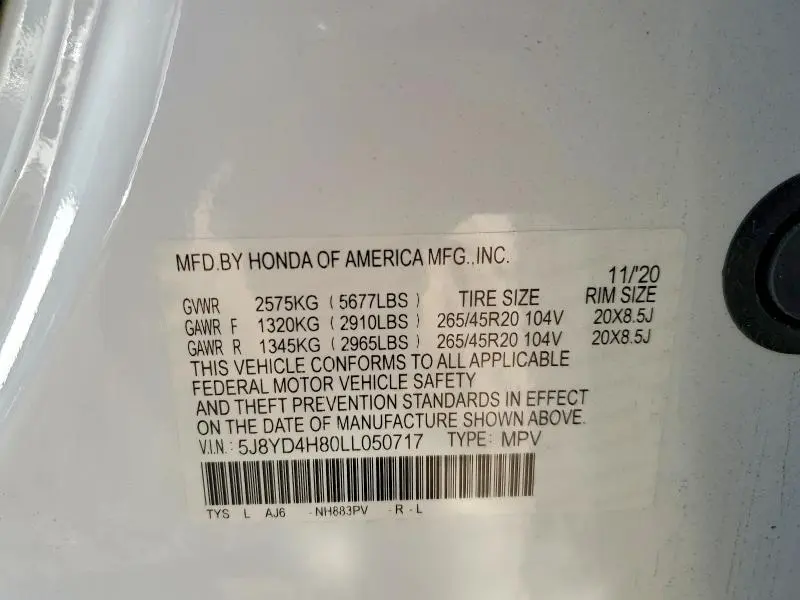 MFD.BY HONDA OF AMERICA MFG.,INC.
11/'20
GVWR 2575KG (5677LBS) TIRE SIZE RIM SIZE
GAWR F 1320KG (2910LBS) 265/45R20 104V 20X8.5J
GAWR R 1345KG (2965LBS) 265/45R20 104V 20X8.5J
THIS VEHICLE CONFORMS TO ALL APPLICABLE
FEDERAL MOTOR VEHICLE SAFETY
AND THEFT PREVENTION STANDARDS IN EFFECT
ON THE DATE OF MANUFACTURE SHOWN ABOVE.
V.I.N.: 5J8YD4H80LL050717 TYPE: MPV
TYS L AJ6 -NH883PV -R-L